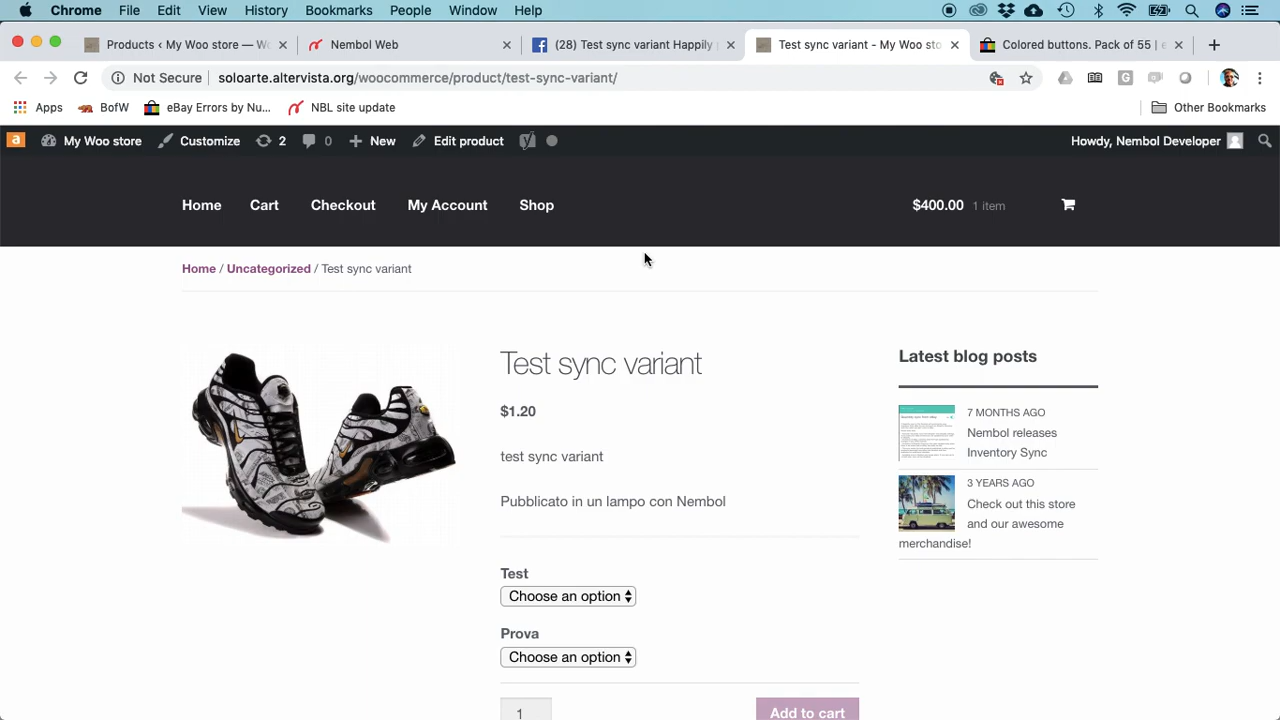 Chrome File Edit View History Bookmarks People Window Help
Products ‹ My Woo store — W
Nembol Web
(28) Test sync variant Happily
Test sync variant - My Woo sto
Colored buttons. Pack of 55 | e
Not Secure soloarte.altervista.org/woocommerce/product/test-sync-variant/
Apps BofW eBay Errors by Nu... NBL site update Other Bookmarks
a My Woo store Customize 2 0 New Edit product Howdy, Nembol Developer
Home Cart Checkout My Account Shop $400.00 1 item
Home / Uncategorized / Test sync variant
Test sync variant
$1.20
test sync variant
Pubblicato in un lampo con Nembol
Test
Choose an option
Prova
Choose an option
1 Add to cart
Latest blog posts
7 MONTHS AGO
Nembol releases
Inventory Sync
3 YEARS AGO
Check out this store
and our awesome
merchandise!